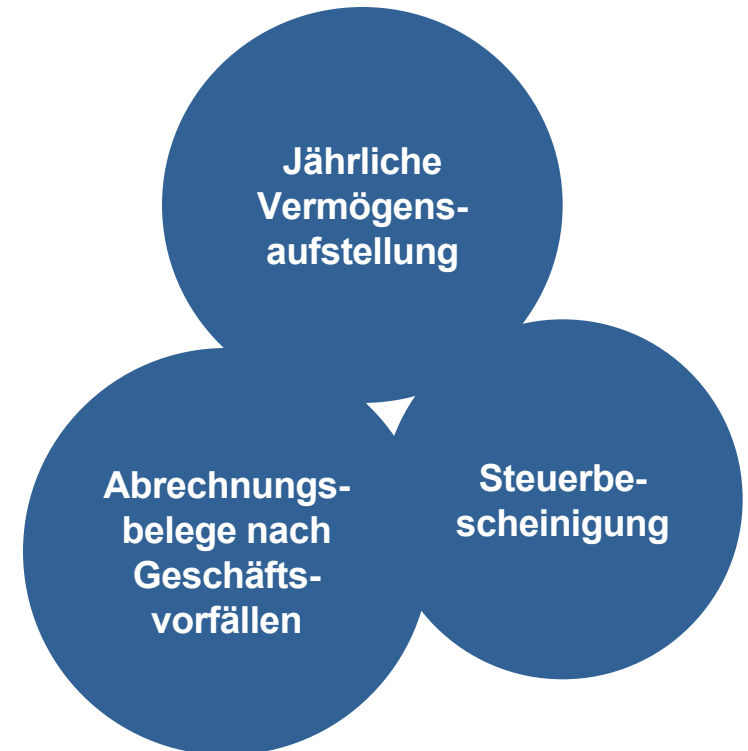 Jährliche
Vermögens-
aufstellung
Abrechnungs-
belege nach
Geschäfts-
vorfällen
Steuerbe-
scheinigung